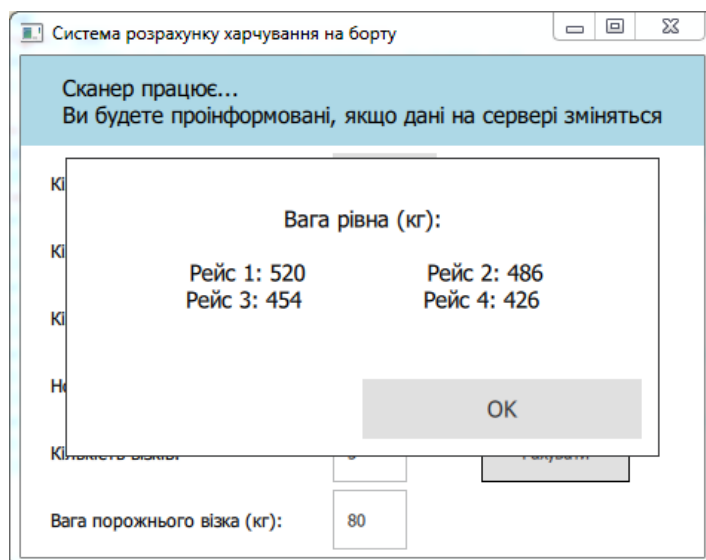 Система розрахунку харчування на борту
Сканер працює...
Ви будете проінформовані, якщо дані на сервері зміняться
Вага рівна (кг):
Рейс 1: 520 Рейс 2: 486
Рейс 3: 454 Рейс 4: 426
OK
Вага порожнього візка (кг): 80